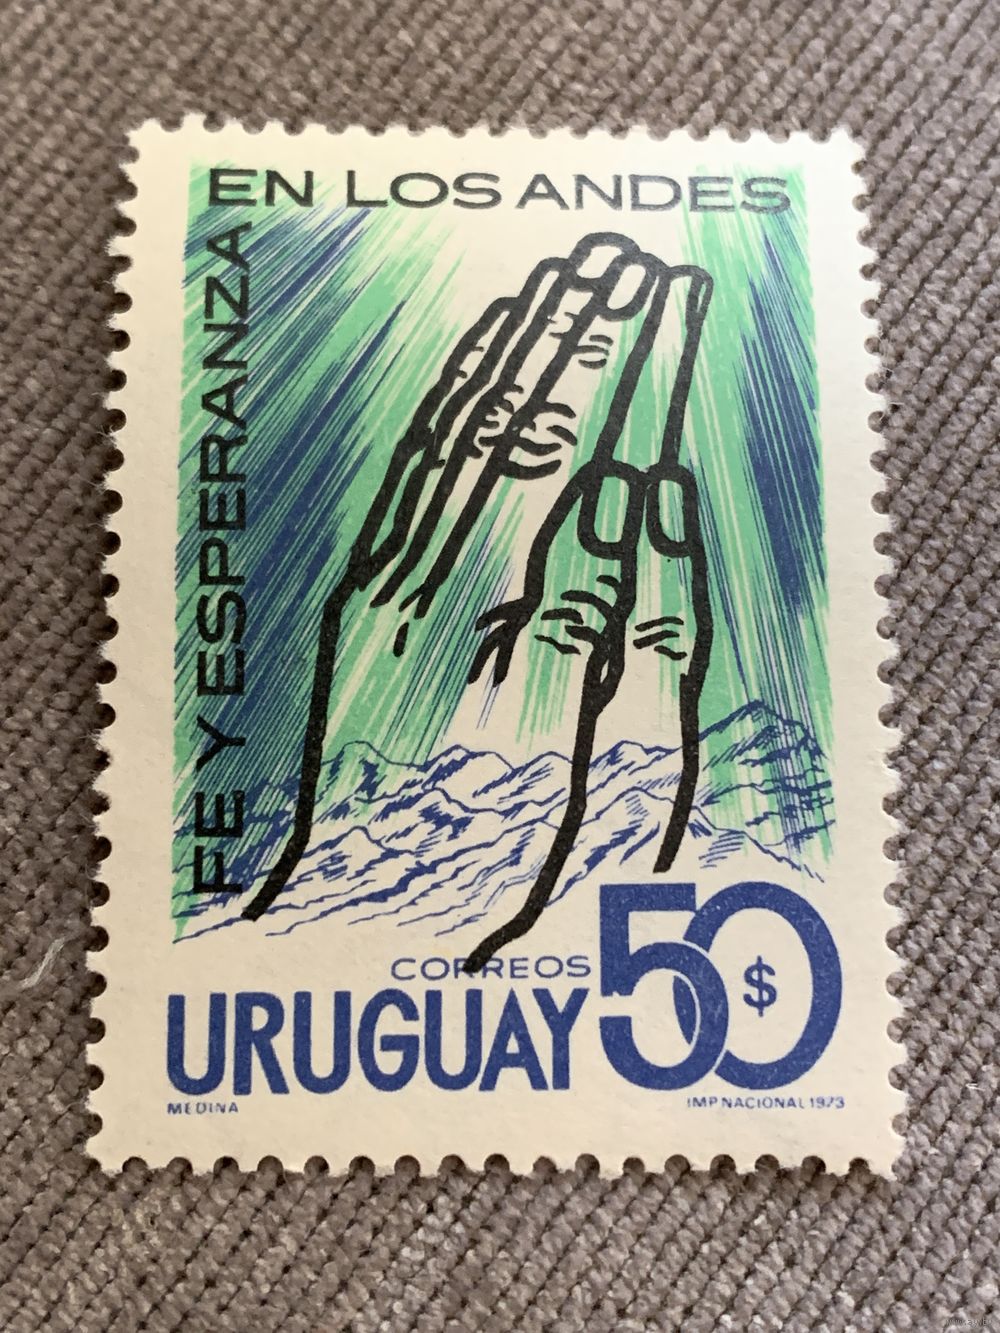 EN LOS ANDES
FE Y ESPERANZA
CORREOS
URUGUAY 50
$
MEDINA
IMP NACIONAL 1973